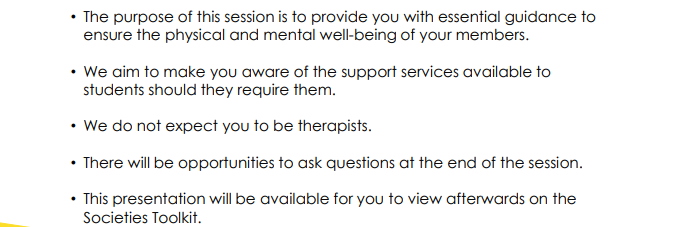 • The purpose of this session is to provide you with essential guidance to
ensure the physical and mental well-being of your members.
• We aim to make you aware of the support services available to
students should they require them.
• We do not expect you to be therapists.
• There will be opportunities to ask questions at the end of the session.
• This presentation will be available for you to view afterwards on the
Societies Toolkit.